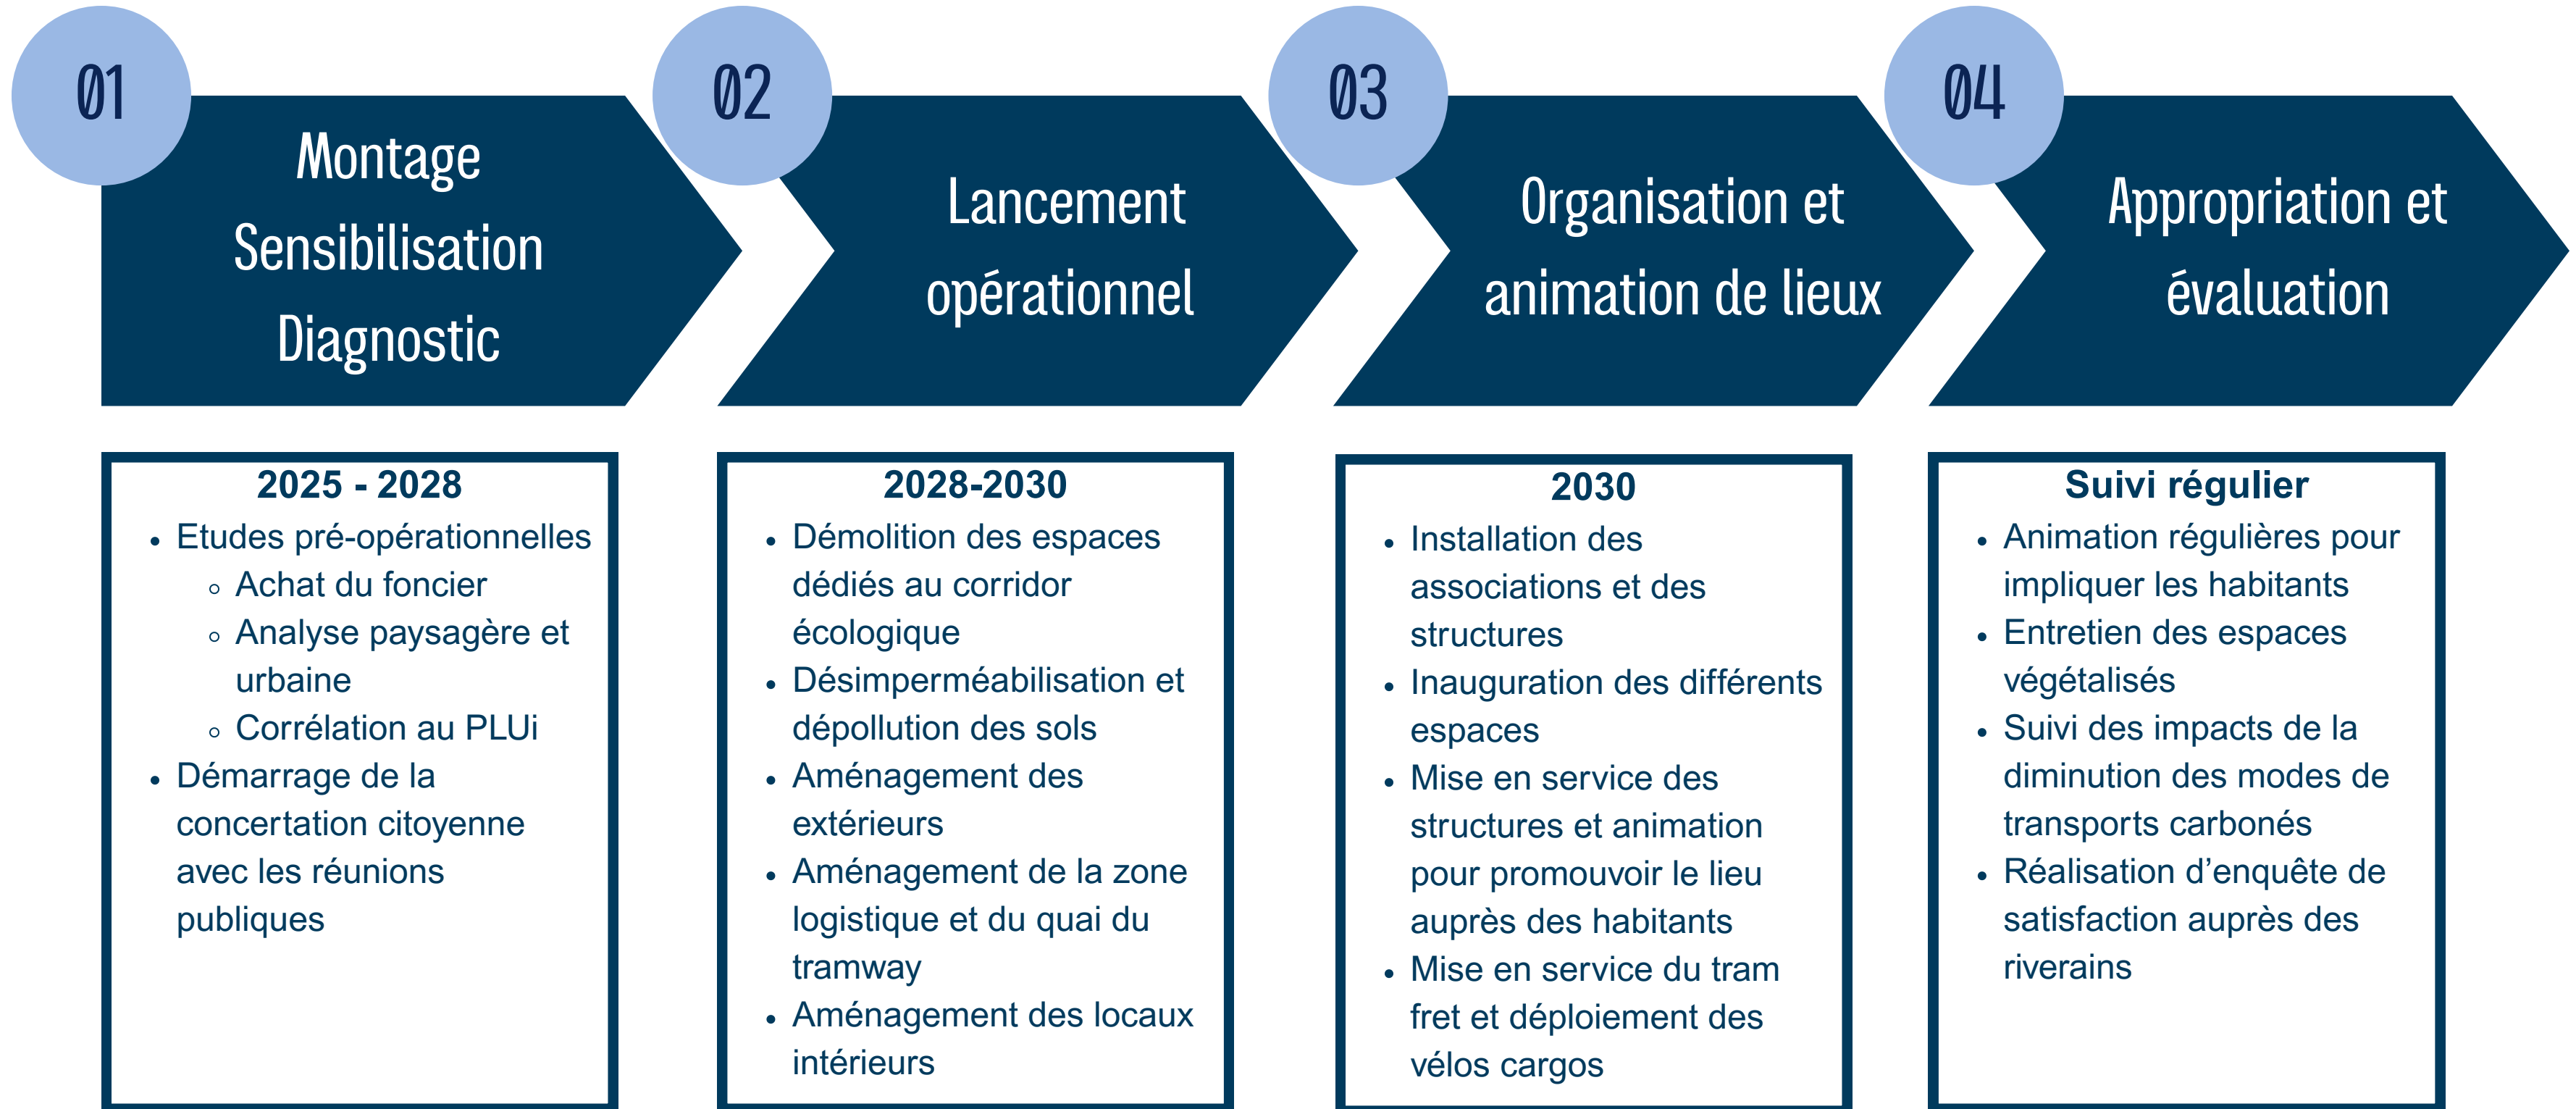 01
Montage
Sensibilisation
Diagnostic
2025 - 2028
Etudes pré-opérationnelles
Achat du foncier
Analyse paysagère et
urbaine
Corrélation au PLUi
Démarrage de la
concertation citoyenne
avec les réunions
publiques
02
Lancement
opérationnel
2028-2030
Démolition des espaces
dédiés au corridor
écologique
Désimperméabilisation et
dépollution des sols
Aménagement des
extérieurs
Aménagement de la zone
logistique et du quai du
tramway
Aménagement des locaux
intérieurs
03
Organisation et
animation de lieux
2030
Installation des
associations et des
structures
Inauguration des différents
espaces
Mise en service des
structures et animation
pour promouvoir le lieu
auprès des habitants
Mise en service du tram
fret et déploiement des
vélos cargos
04
Appropriation et
évaluation
Suivi régulier
Animation régulières pour
impliquer les habitants
Entretien des espaces
végétalisés
Suivi des impacts de la
diminution des modes de
transports carbonés
Réalisation d’enquête de
satisfaction auprès des
riverains